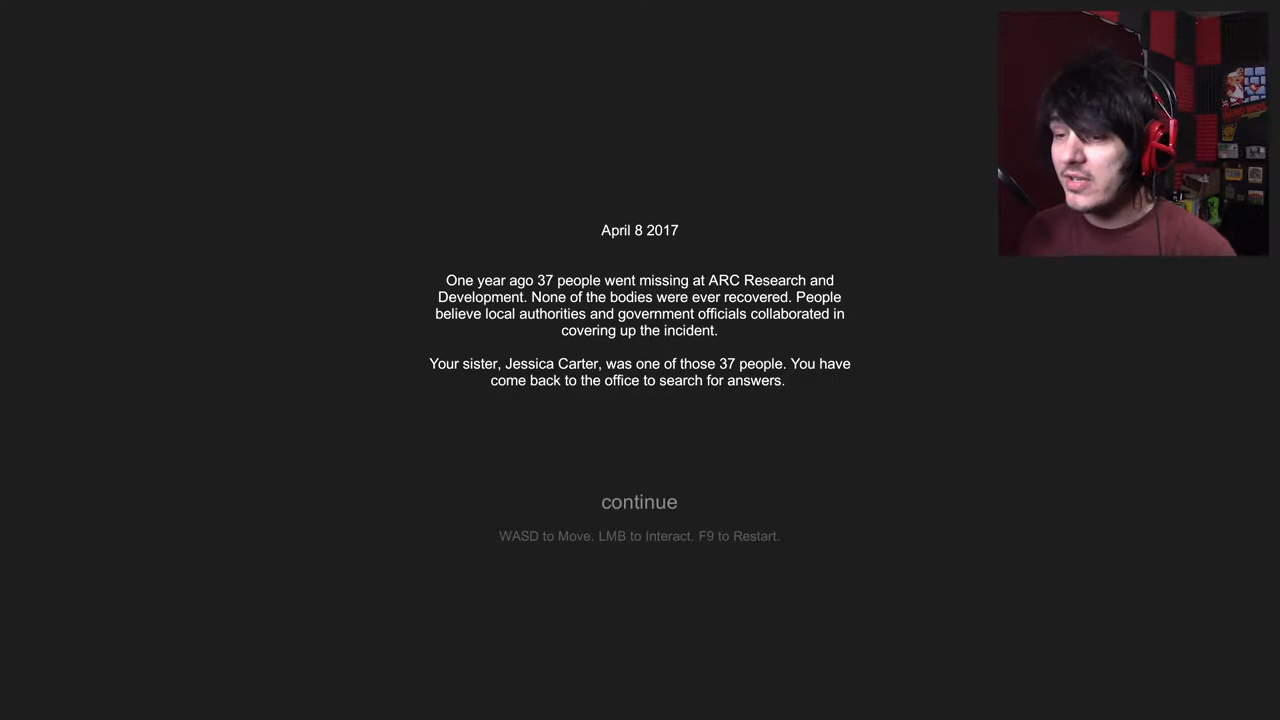 April 8 2017
One year ago 37 people went missing at ARC Research and
Development. None of the bodies were ever recovered. People
believe local authorities and government officials collaborated in
covering up the incident.
Your sister, Jessica Carter, was one of those 37 people. You have
come back to the office to search for answers.
continue
WASD to Move. LMB to Interact. F9 to Restart.